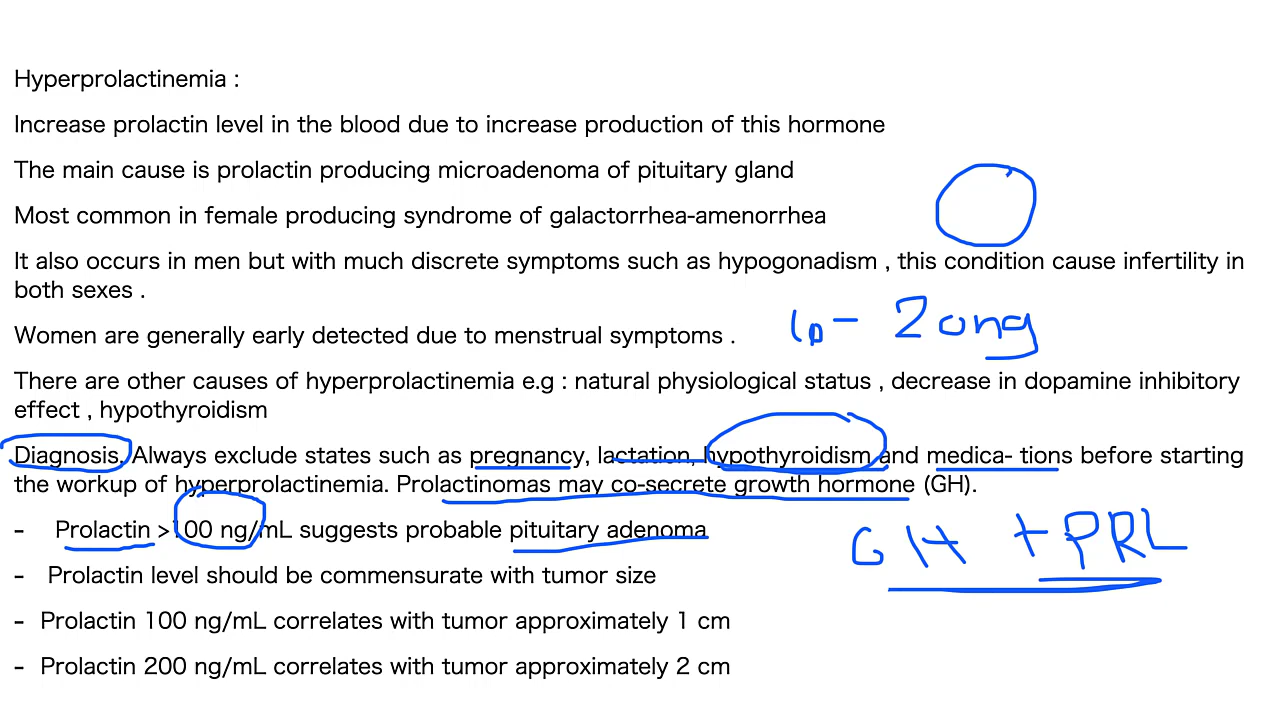 Hyperprolactinemia :
Increase prolactin level in the blood due to increase production of this hormone
The main cause is prolactin producing microadenoma of pituitary gland
Most common in female producing syndrome of galactorrhea-amenorrhea
It also occurs in men but with much discrete symptoms such as hypogonadism , this condition cause infertility in
both sexes .
10 - 20ng
Women are generally early detected due to menstrual symptoms .
There are other causes of hyperprolactinemia e.g : natural physiological status , decrease in dopamine inhibitory
effect , hypothyroidism
Diagnosis. Always exclude states such as pregnancy, lactation, hypothyroidism and medica- tions before starting
the workup of hyperprolactinemia. Prolactinomas may co-secrete growth hormone (GH).
- Prolactin >100 ng/mL suggests probable pituitary adenoma
GH + PRL
- Prolactin level should be commensurate with tumor size
- Prolactin 100 ng/mL correlates with tumor approximately 1 cm
- Prolactin 200 ng/mL correlates with tumor approximately 2 cm